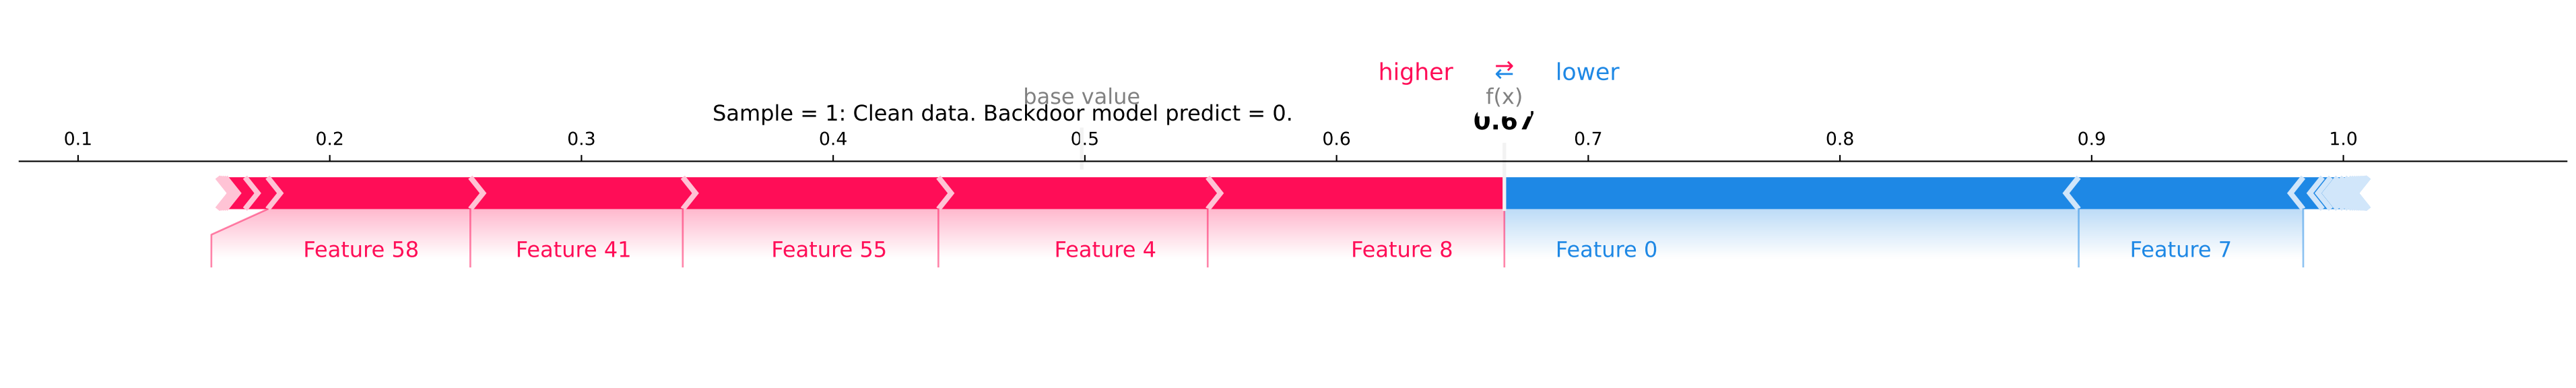 higher ⇄ lower
base value f(x)
Sample = 1: Clean data. Backdoor model predict = 0.
0.67
0.1 0.2 0.3 0.4 0.5 0.6 0.7 0.8 0.9 1.0
Feature 58 Feature 41 Feature 55 Feature 4 Feature 8 Feature 0 Feature 7